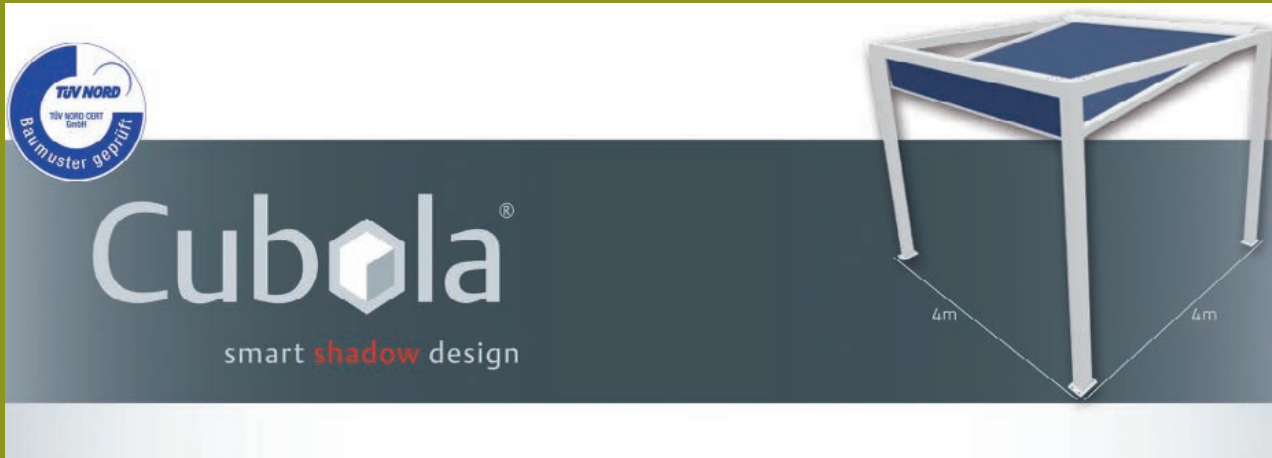 TÜV NORD
TÜV NORD CERT
GmbH
Baumuster geprüft
Cubola®
smart shadow design
4m
4m